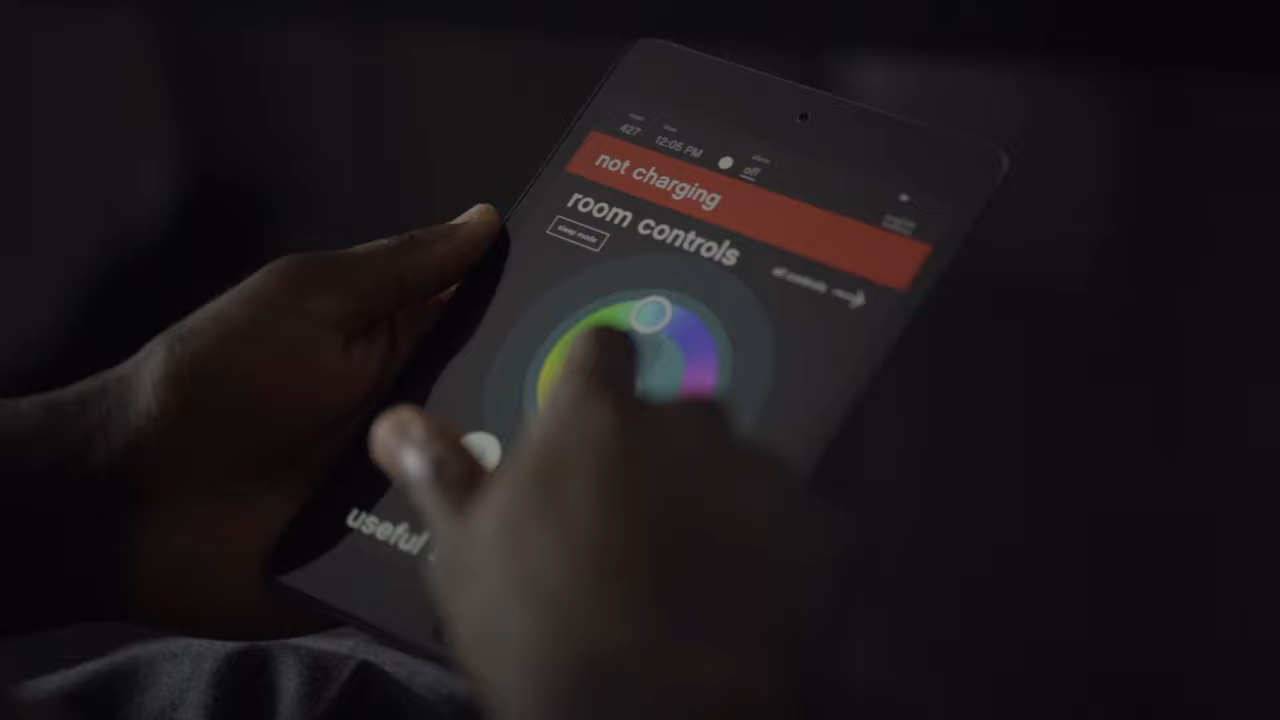 427
12:05 PM
off
not charging
room controls
sleep mode
all controls
useful